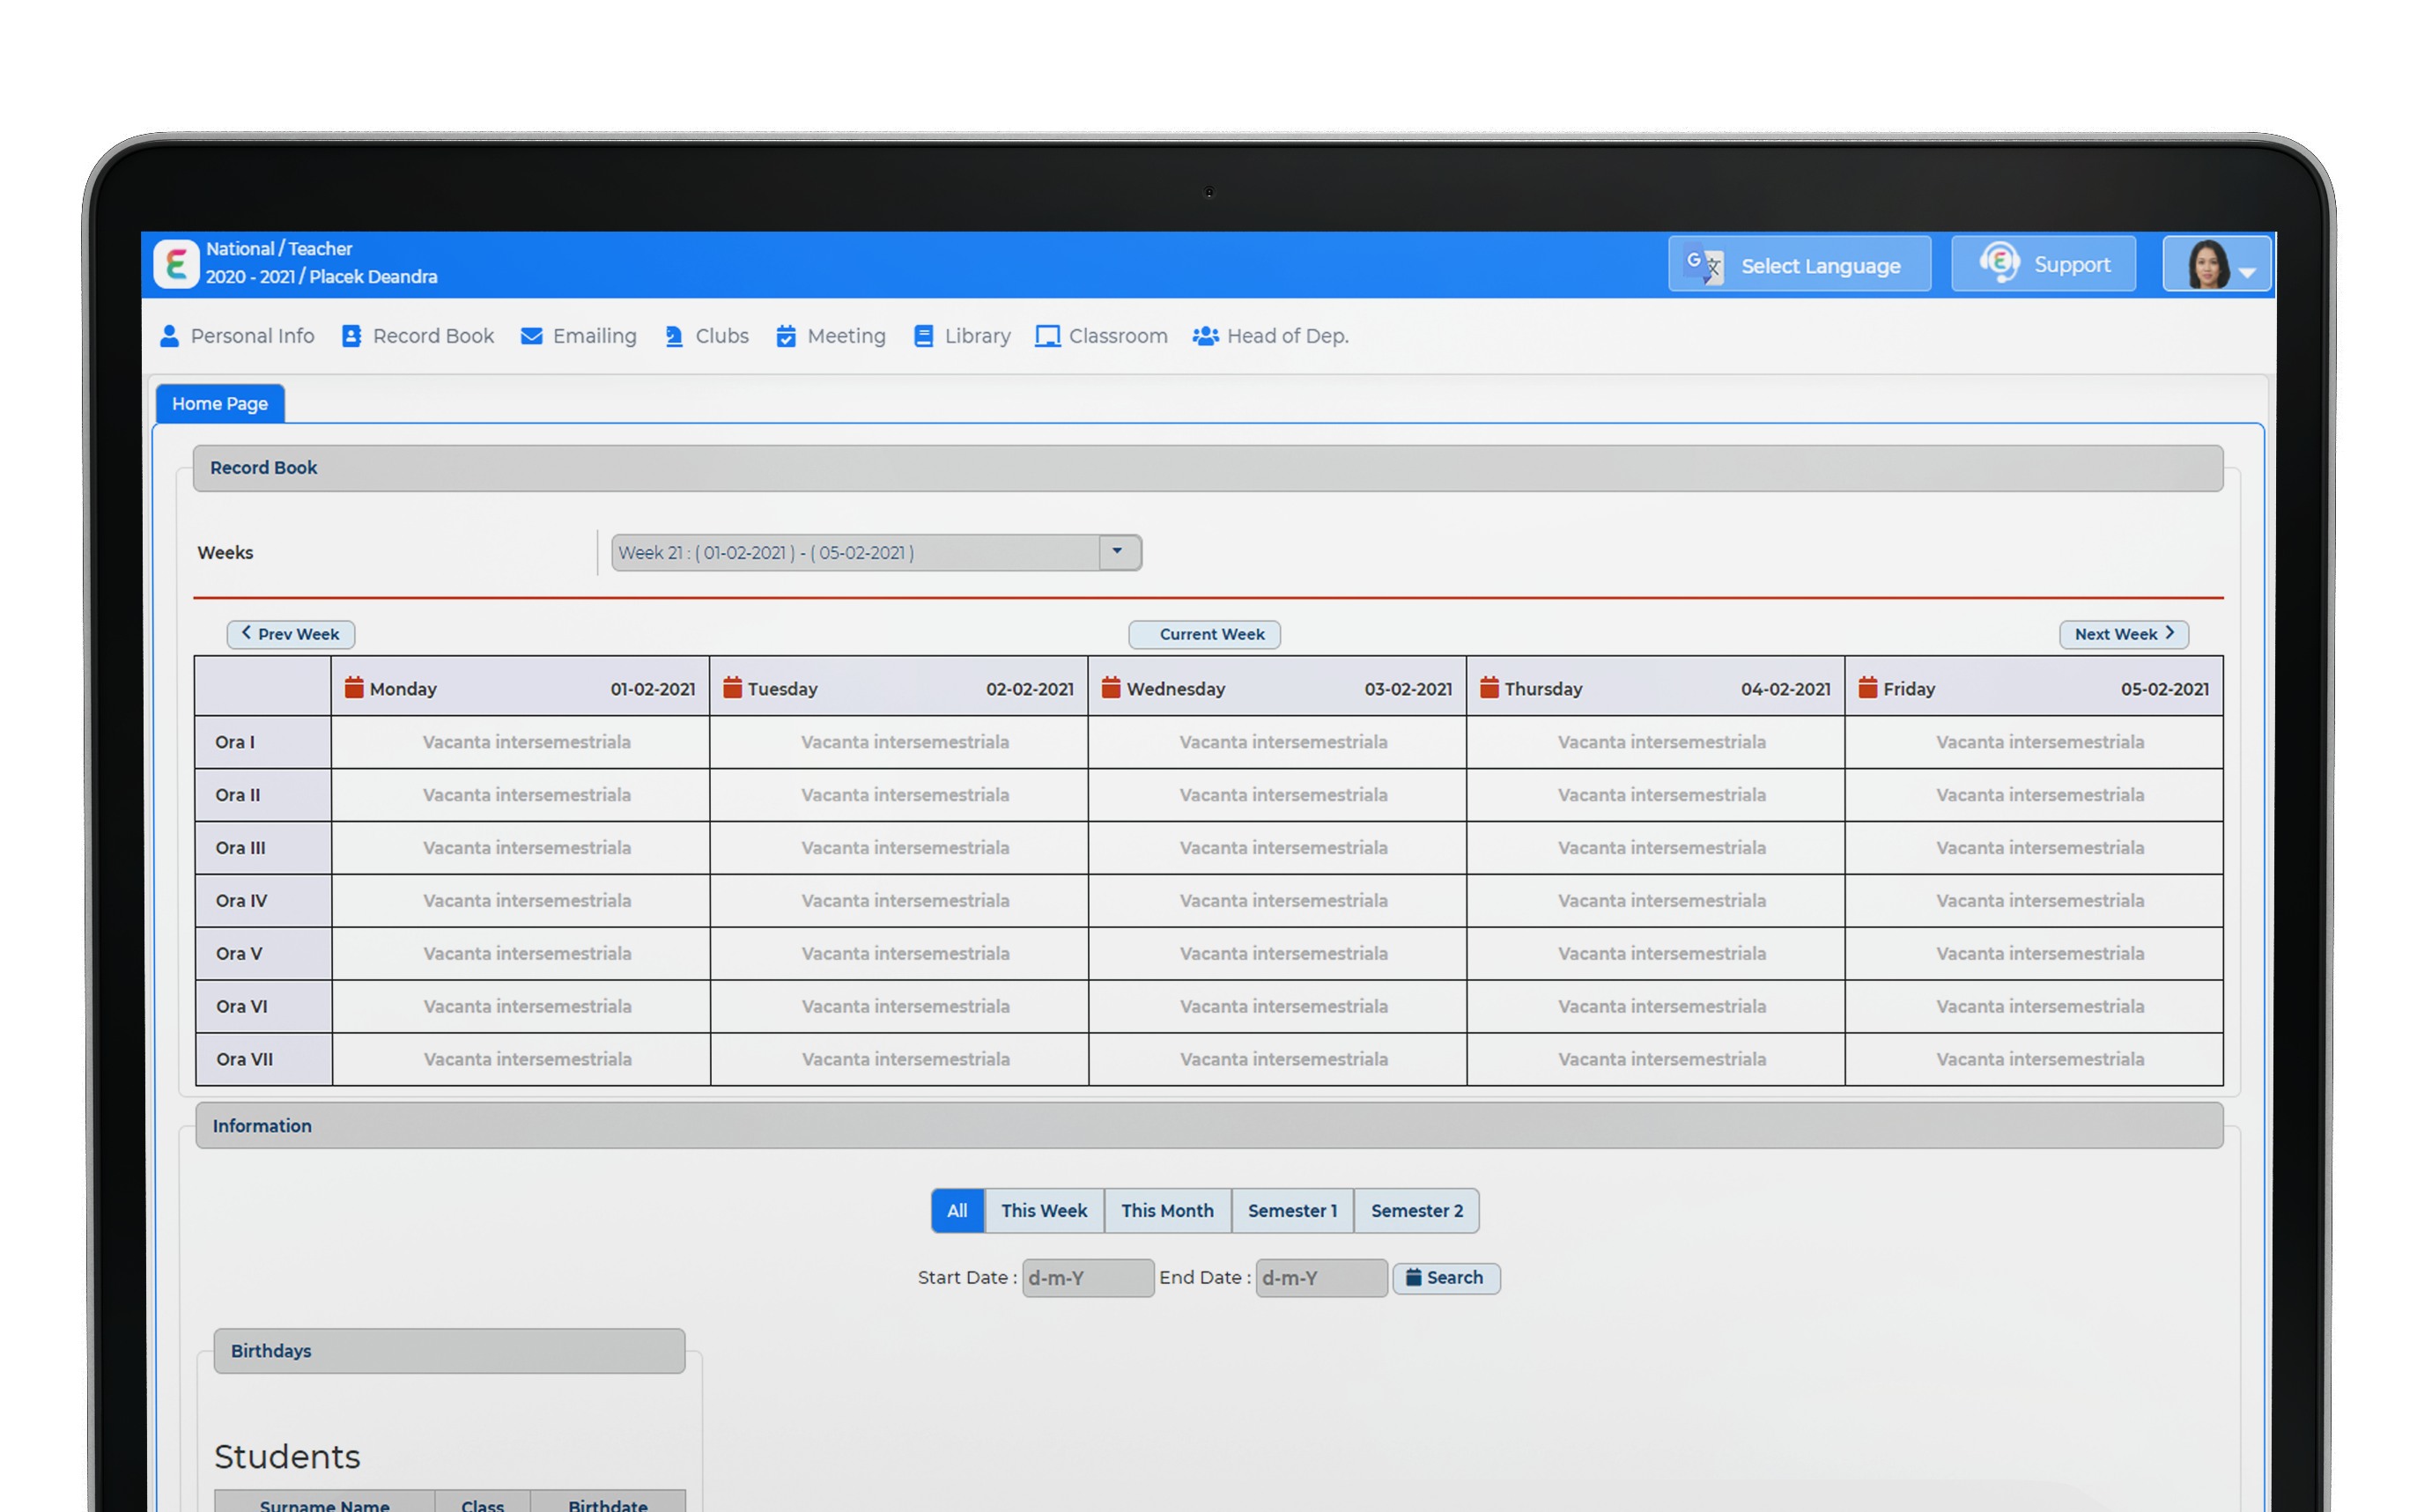 National / Teacher
2020 - 2021 / Placek Deandra
Select Language
Support
Personal Info Record Book Emailing Clubs Meeting Library Classroom Head of Dep.
Home Page
Record Book
Weeks Week 21 : ( 01-02-2021 ) - ( 05-02-2021 )
Prev Week Current Week Next Week
Monday 01-02-2021 Tuesday 02-02-2021 Wednesday 03-02-2021 Thursday 04-02-2021 Friday 05-02-2021
Ora I Vacanta intersemestriala Vacanta intersemestriala Vacanta intersemestriala Vacanta intersemestriala Vacanta intersemestriala
Ora II Vacanta intersemestriala Vacanta intersemestriala Vacanta intersemestriala Vacanta intersemestriala Vacanta intersemestriala
Ora III Vacanta intersemestriala Vacanta intersemestriala Vacanta intersemestriala Vacanta intersemestriala Vacanta intersemestriala
Ora IV Vacanta intersemestriala Vacanta intersemestriala Vacanta intersemestriala Vacanta intersemestriala Vacanta intersemestriala
Ora V Vacanta intersemestriala Vacanta intersemestriala Vacanta intersemestriala Vacanta intersemestriala Vacanta intersemestriala
Ora VI Vacanta intersemestriala Vacanta intersemestriala Vacanta intersemestriala Vacanta intersemestriala Vacanta intersemestriala
Ora VII Vacanta intersemestriala Vacanta intersemestriala Vacanta intersemestriala Vacanta intersemestriala Vacanta intersemestriala
Information
All This Week This Month Semester 1 Semester 2
Start Date : d-m-Y End Date : d-m-Y Search
Birthdays
Students
Surname Name Class Birthdate